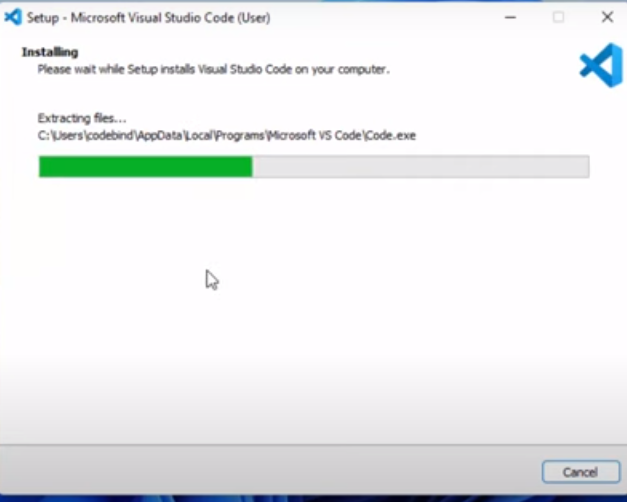 Setup - Microsoft Visual Studio Code (User)
Installing
Please wait while Setup installs Visual Studio Code on your computer.
Extracting files...
C:\Users\codebind\AppData\Local\Programs\Microsoft VS Code\Code.exe
Cancel